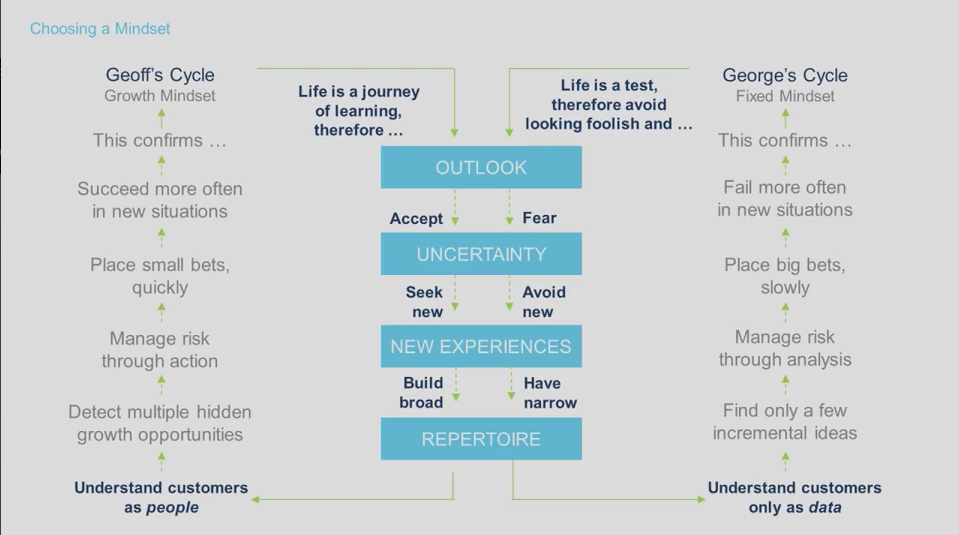 Choosing a Mindset
Geoff's Cycle
Growth Mindset
This confirms …
Succeed more often
in new situations
Place small bets,
quickly
Manage risk
through action
Detect multiple hidden
growth opportunities
Understand customers
as people
Life is a journey
of learning,
therefore …
Life is a test,
therefore avoid
looking foolish and …
OUTLOOK
Accept
Fear
UNCERTAINTY
Seek
new
Avoid
new
NEW EXPERIENCES
Build
broad
Have
narrow
REPERTOIRE
George's Cycle
Fixed Mindset
This confirms …
Fail more often
in new situations
Place big bets,
slowly
Manage risk
through analysis
Find only a few
incremental ideas
Understand customers
only as data